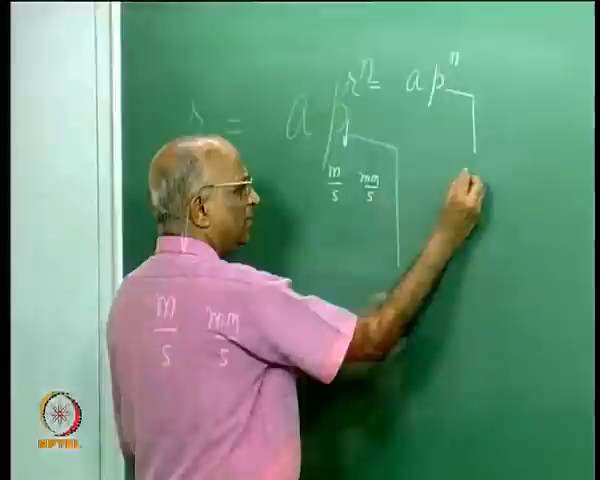 r^n = a p^n
r = a p
m/s mm/s
m/s mm/s
NPTEL